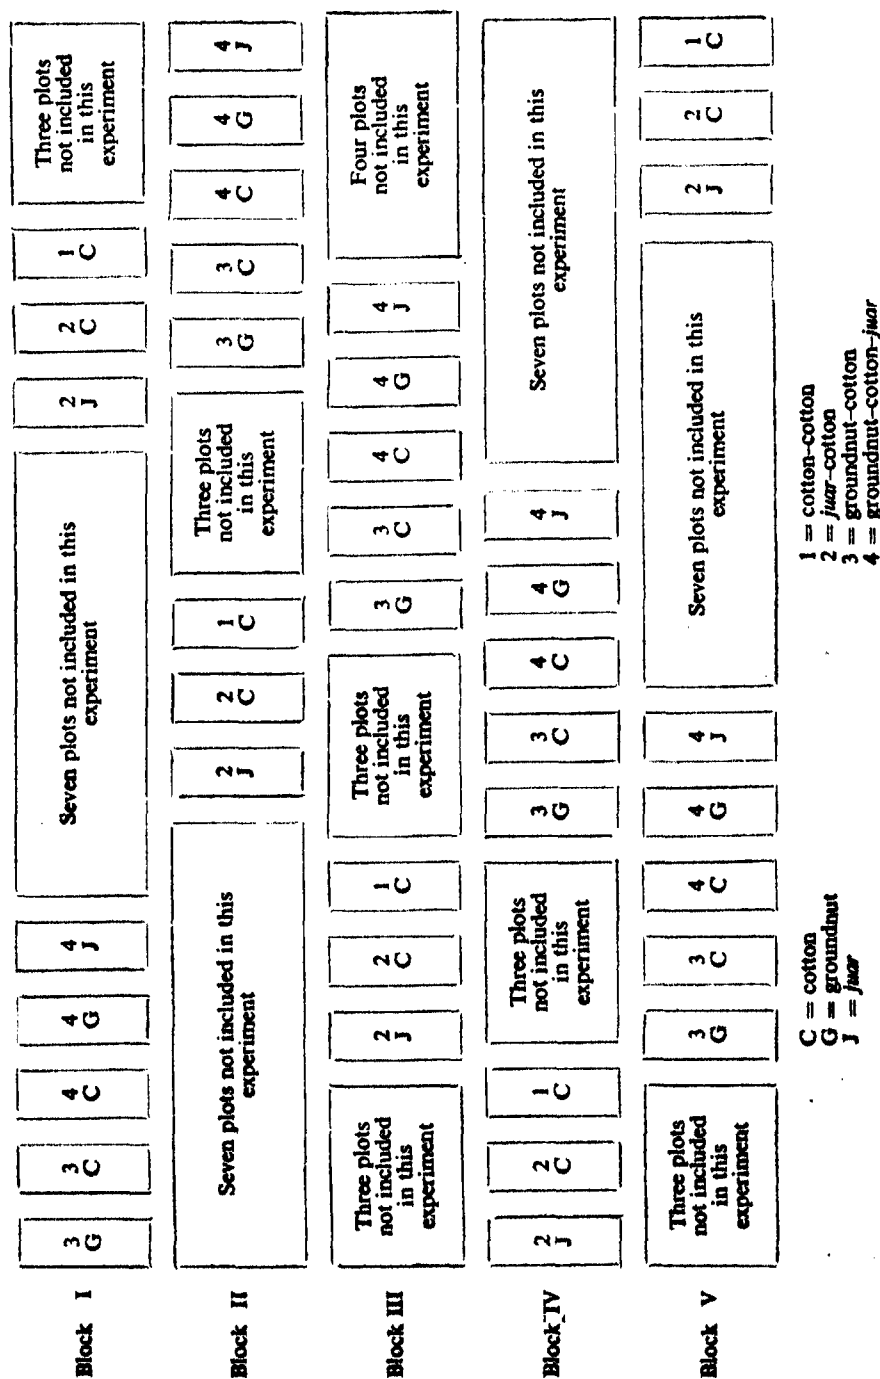 Block I
3
G
3
C
4
C
4
G
4
J
Seven plots not included in this
experiment
2
J
2
C
1
C
Three plots
not included
in this
experiment
Block II
Seven plots not included in this
experiment
2
J
2
C
1
C
Three plots
not included
in this
experiment
3
G
3
C
4
C
4
G
4
J
Block III
Three plots
not included
in this
experiment
2
J
2
C
1
C
Three plots
not included
in this
experiment
3
G
3
C
4
C
4
G
4
J
Four plots
not included
in this
experiment
Block IV
2
J
2
C
1
C
Three plots
not included
in this
experiment
3
G
3
C
4
C
4
G
4
J
Seven plots not included in this
experiment
Block V
Three plots
not included
in this
experiment
3
G
3
C
4
C
4
G
4
J
Seven plots not included in this
experiment
2
J
2
C
1
C
C = cotton
G = groundnut
J = juar
1 = cotton-cotton
2 = juar-cotton
3 = groundnut-cotton
4 = groundnut-cotton-juar